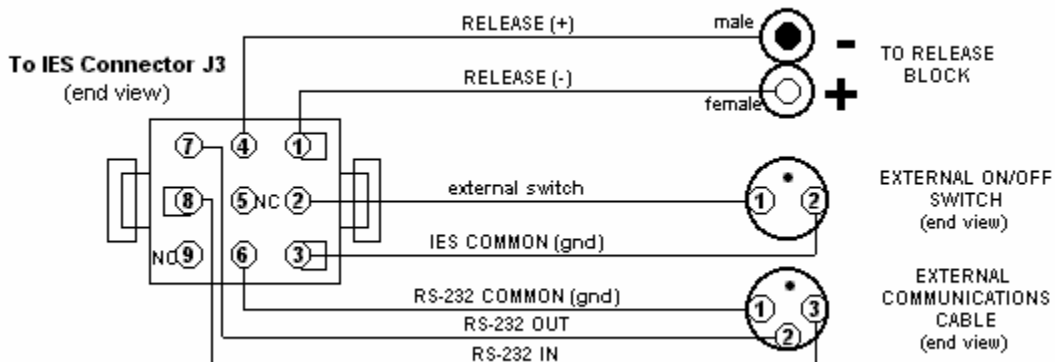 RELEASE (+)
male
-
TO RELEASE
BLOCK
To IES Connector J3
(end view)
RELEASE (-)
female
+
7 4 1
8 5 NC 2
NC 9 6 3
external switch
IES COMMON (gnd)
1 2
EXTERNAL ON/OFF
SWITCH
(end view)
RS-232 COMMON (gnd)
RS-232 OUT
RS-232 IN
1 3
2
EXTERNAL
COMMUNICATIONS
CABLE
(end view)